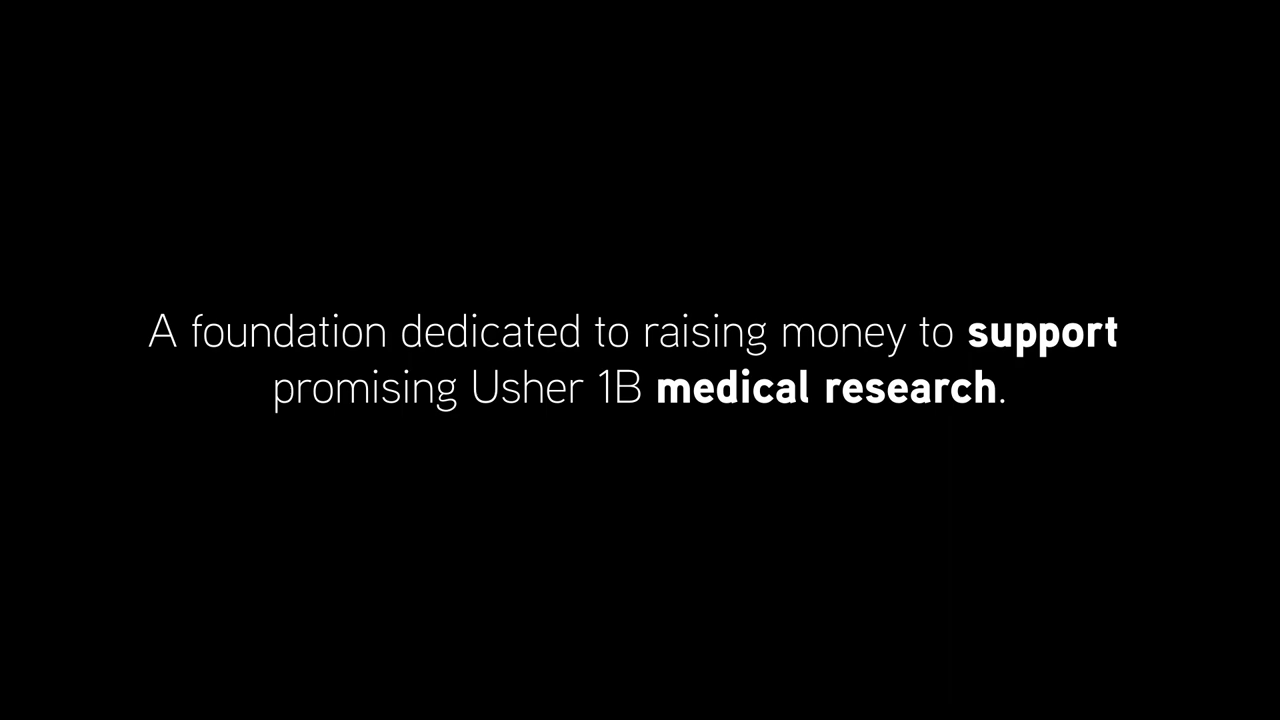 A foundation dedicated to raising money to support
promising Usher 1B medical research.